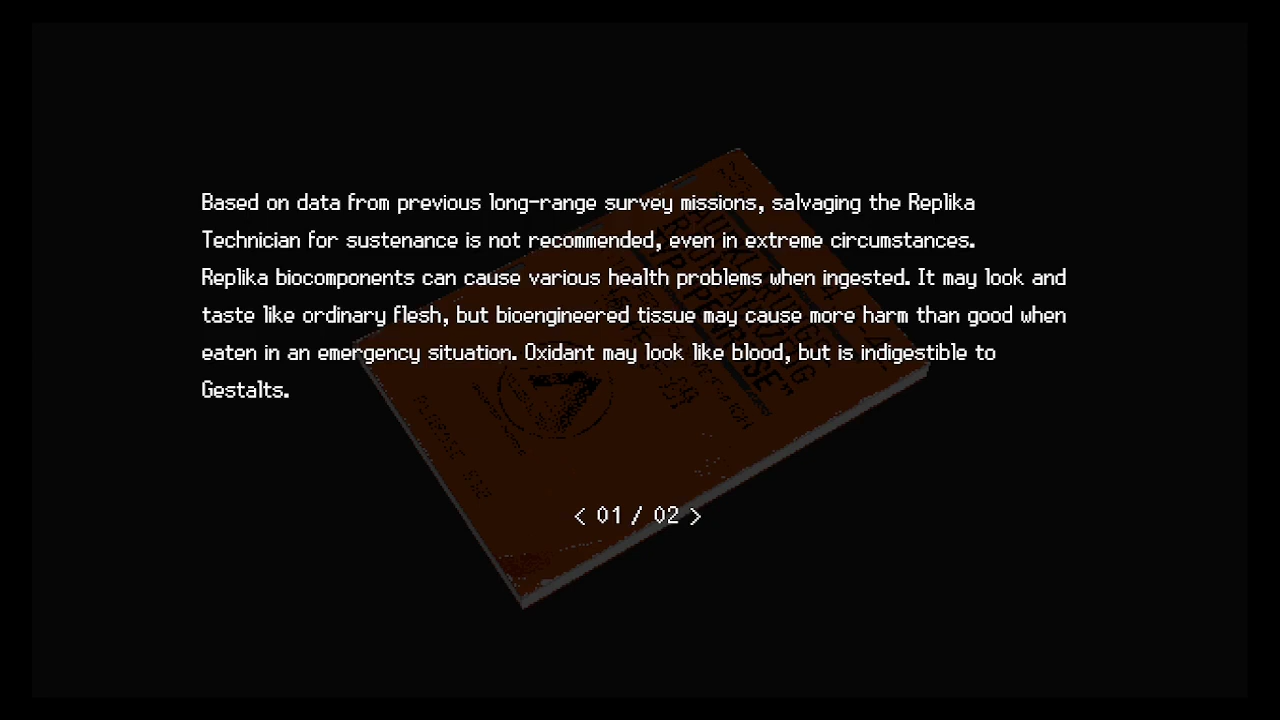 Based on data from previous long-range survey missions, salvaging the Replika
Technician for sustenance is not recommended, even in extreme circumstances.
Replika biocomponents can cause various health problems when ingested. It may look and
taste like ordinary flesh, but bioengineered tissue may cause more harm than good when
eaten in an emergency situation. Oxidant may look like blood, but is indigestible to
Gestalts.
< 01 / 02 >